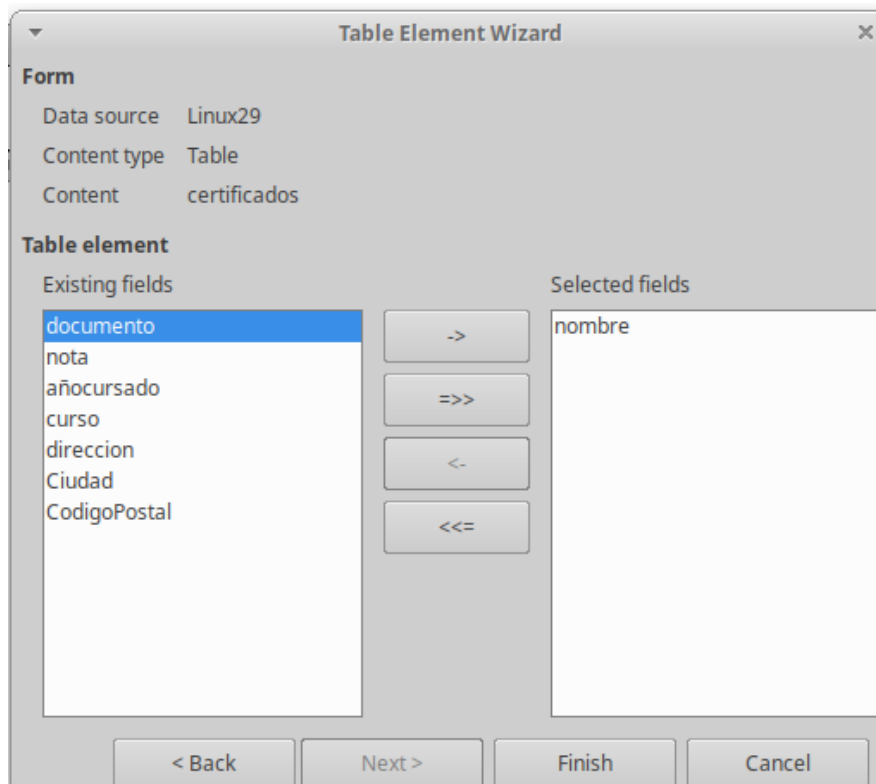 Table Element Wizard
Form
Data source Linux29
Content type Table
Content certificados
Table element
Existing fields
Selected fields
documento
nota
añocursado
curso
direccion
Ciudad
CodigoPostal
->
=>>
<-
<<=
nombre
< Back
Next >
Finish
Cancel